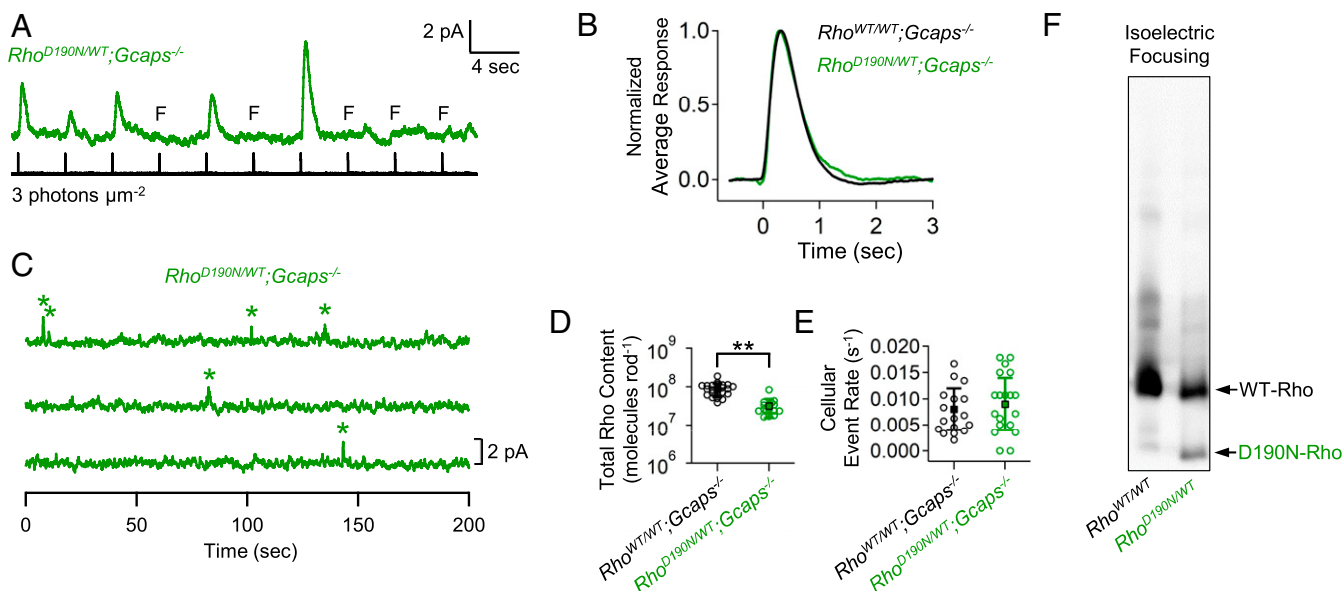 A
Rho^D190N/WT;Gcaps^-/-
2 pA
4 sec
F
F
F
F
F
3 photons µm^-2
B
Normalized
Average Response
1.0
0.5
0.0
0
1
2
3
Time (sec)
Rho^WT/WT;Gcaps^-/-
Rho^D190N/WT;Gcaps^-/-
C
Rho^D190N/WT;Gcaps^-/-
*
*
*
*
*
*
2 pA
0
50
100
150
200
Time (sec)
D
Total Rho Content
(molecules rod^-1)
10^9
10^8
10^7
10^6
**
Rho^WT/WT;Gcaps^-/-
Rho^D190N/WT;Gcaps^-/-
E
Cellular
Event Rate (s^-1)
0.020
0.015
0.010
0.005
0.000
Rho^WT/WT;Gcaps^-/-
Rho^D190N/WT;Gcaps^-/-
F
Isoelectric
Focusing
WT-Rho
D190N-Rho
Rho^WT/WT
Rho^D190N/WT